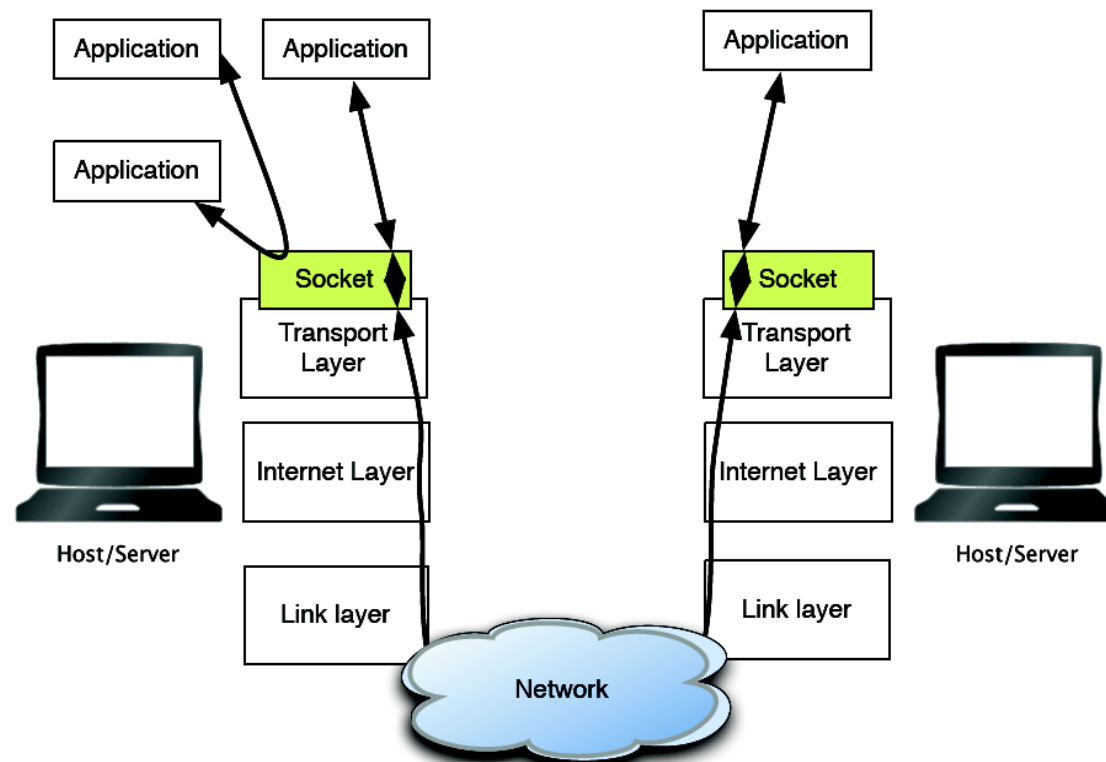 Application
Application
Application
Application
Socket
Socket
Transport
Layer
Transport
Layer
Internet Layer
Internet Layer
Host/Server
Host/Server
Link layer
Link layer
Network